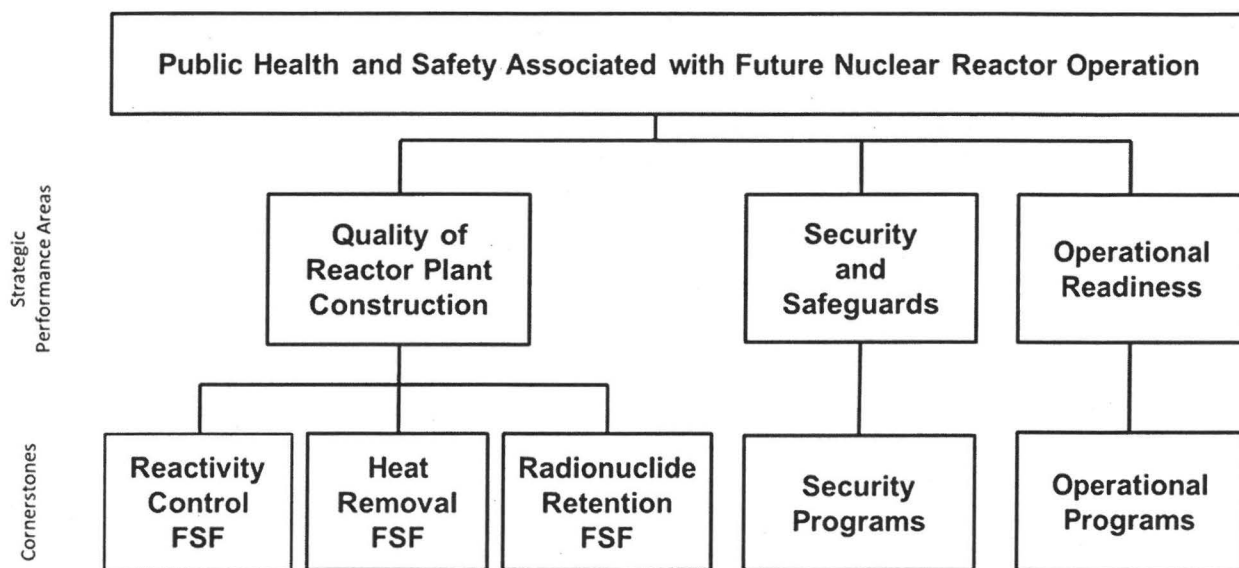 Public Health and Safety Associated with Future Nuclear Reactor Operation
Strategic
Performance Areas
Quality of
Reactor Plant
Construction
Security
and
Safeguards
Operational
Readiness
Cornerstones
Reactivity
Control
FSF
Heat
Removal
FSF
Radionuclide
Retention
FSF
Security
Programs
Operational
Programs